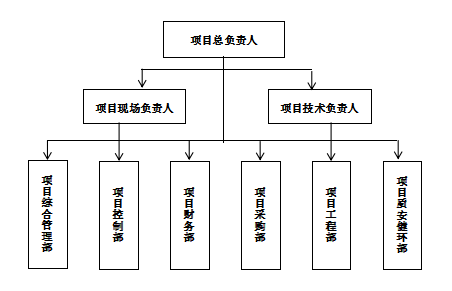 项目总负责人
项目现场负责人
项目技术负责人
项目综合管理部
项目控制部
项目财务部
项目采购部
项目工程部
项目质安健环部